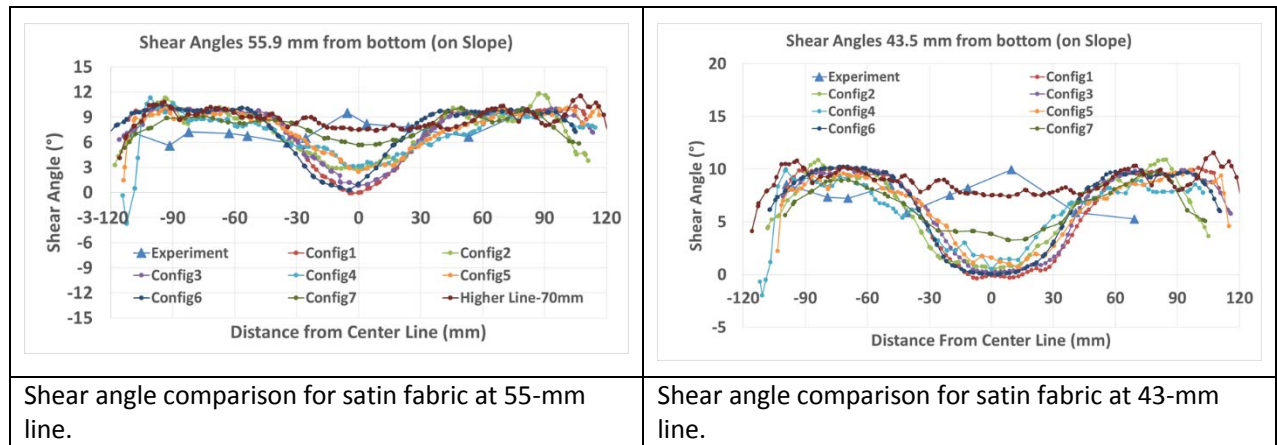 Shear Angles 55.9 mm from bottom (on Slope)
15
12
9
6
3
0
-3
-6
-9
-12
-15
-120 -90 -60 -30 0 30 60 90 120
Shear Angle (°)
Experiment Config1 Config2
Config3 Config4 Config5
Config6 Config7 Higher Line-70mm
Distance from Center Line (mm)
Shear Angles 43.5 mm from bottom (on Slope)
20
15
10
5
0
-5
-120 -90 -60 -30 0 30 60 90 120
Shear Angle (°)
Experiment Config1
Config2 Config3
Config4 Config5
Config6 Config7
Distance From Center Line (mm)
Shear angle comparison for satin fabric at 55-mm
line.
Shear angle comparison for satin fabric at 43-mm
line.